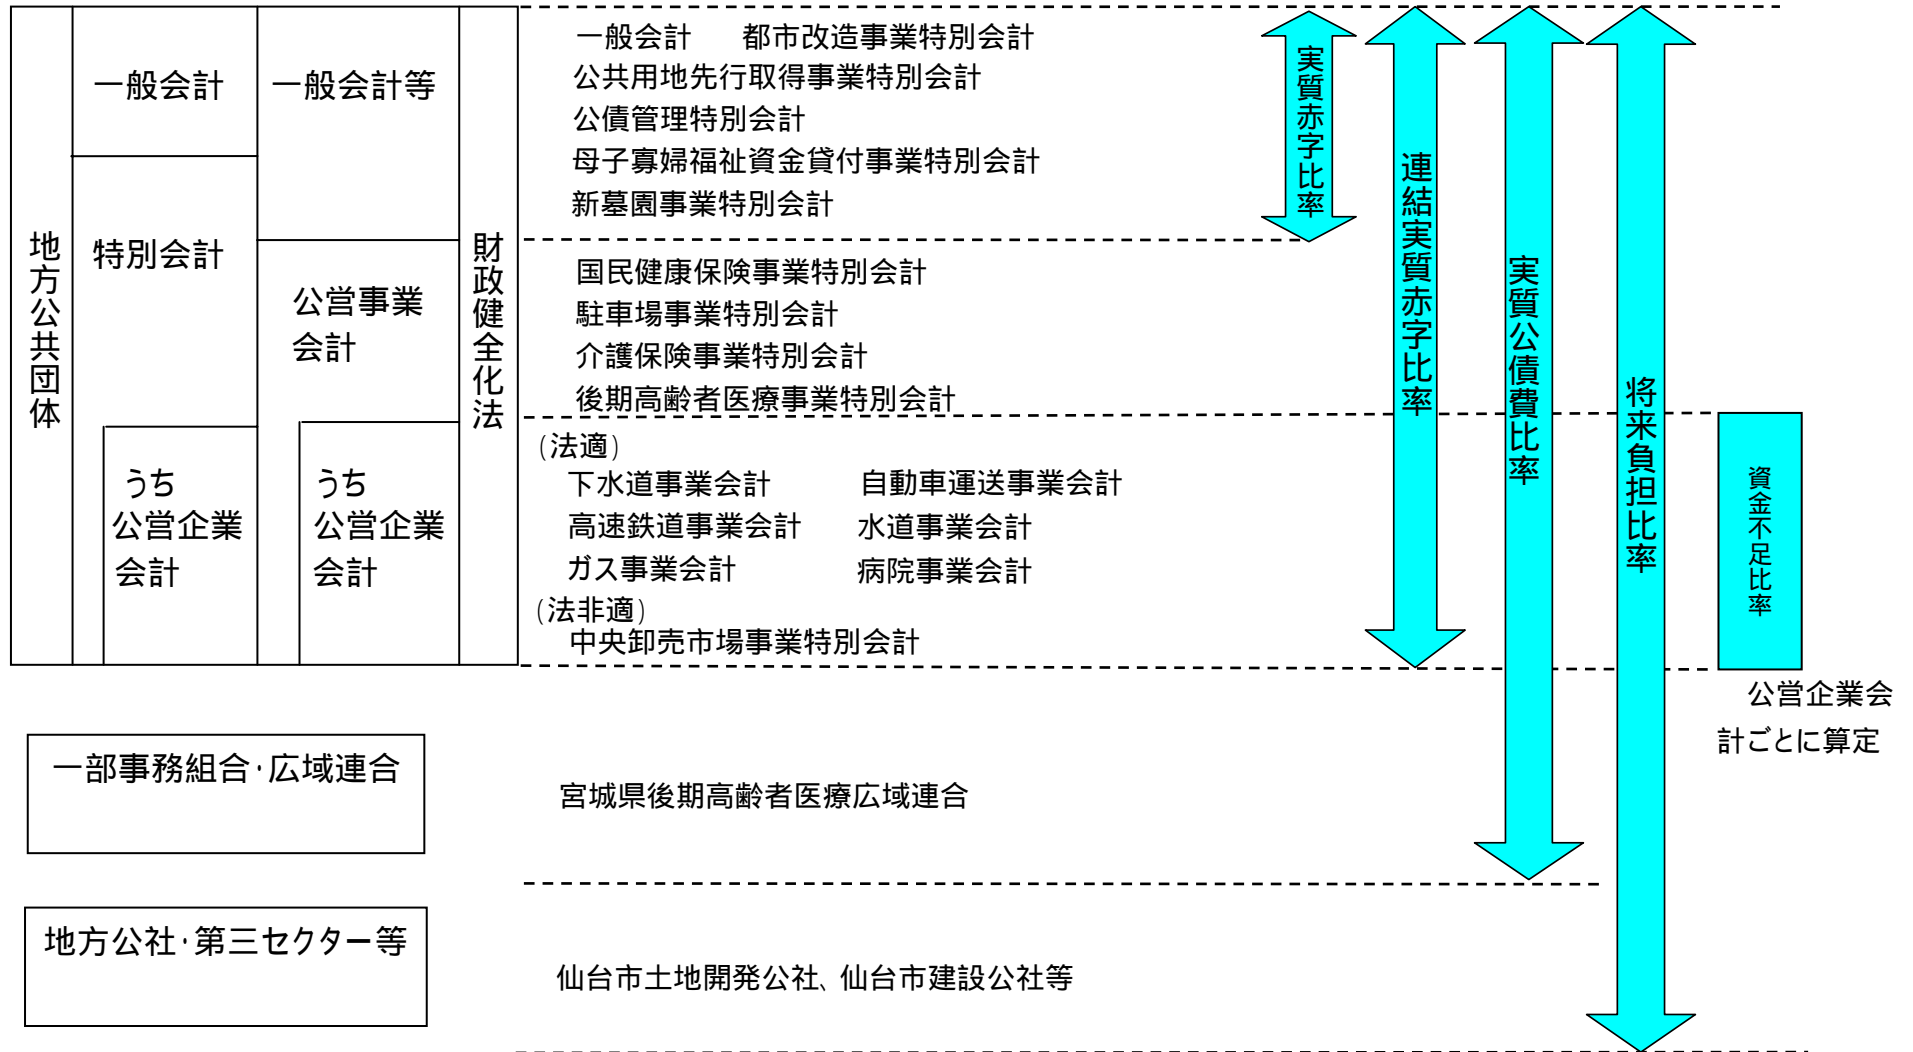 地方公共団体
一般会計
特別会計
うち
公営企業
会計
一般会計等
公営事業
会計
うち
公営企業
会計
財政健全化法
一般会計 都市改造事業特別会計
公共用地先行取得事業特別会計
公債管理特別会計
母子寡婦福祉資金貸付事業特別会計
新墓園事業特別会計
国民健康保険事業特別会計
駐車場事業特別会計
介護保険事業特別会計
後期高齢者医療事業特別会計
(法適)
下水道事業会計 自動車運送事業会計
高速鉄道事業会計 水道事業会計
ガス事業会計 病院事業会計
(法非適)
中央卸売市場事業特別会計
実質赤字比率
連結実質赤字比率
実質公債費比率
将来負担比率
資金不足比率
公営企業会
計ごとに算定
一部事務組合・広域連合
宮城県後期高齢者医療広域連合
地方公社・第三セクター等
仙台市土地開発公社、仙台市建設公社等